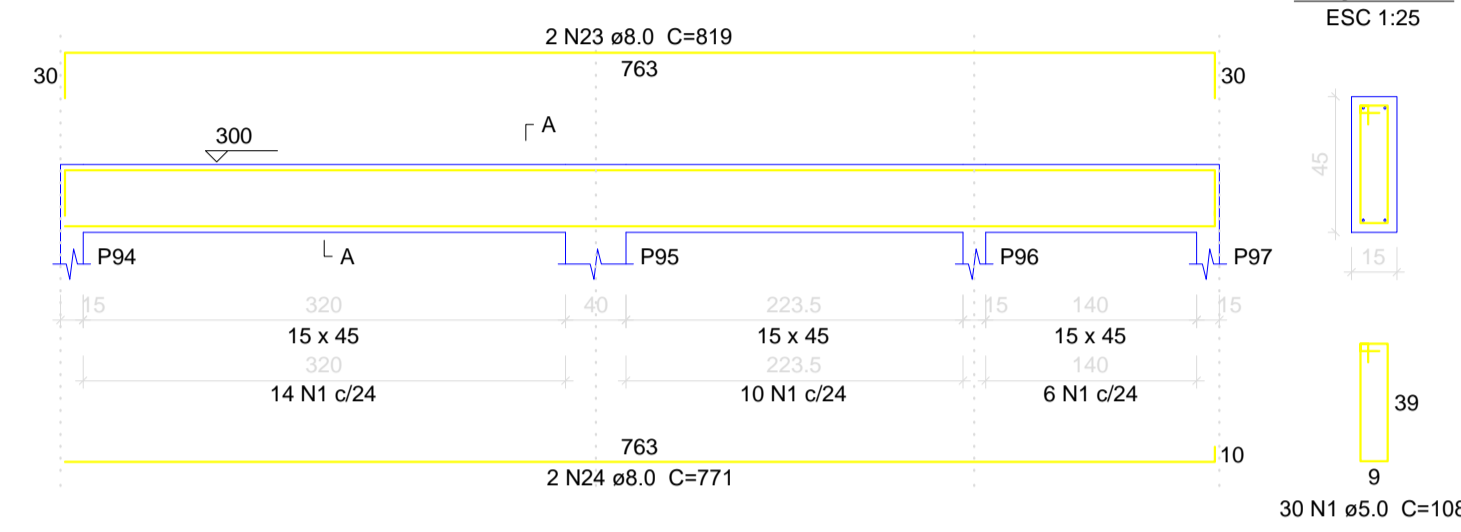 ESC 1:25
2 N23 ø8.0 C=819
30 763 30
A
300
45
A
P94 P95 P96 P97
15
15 320 40 223.5 15 140 15
15 x 45 15 x 45 15 x 45
320 223.5 140
14 N1 c/24 10 N1 c/24 6 N1 c/24
39
763
10
2 N24 ø8.0 C=771
9
30 N1 ø5.0 C=108